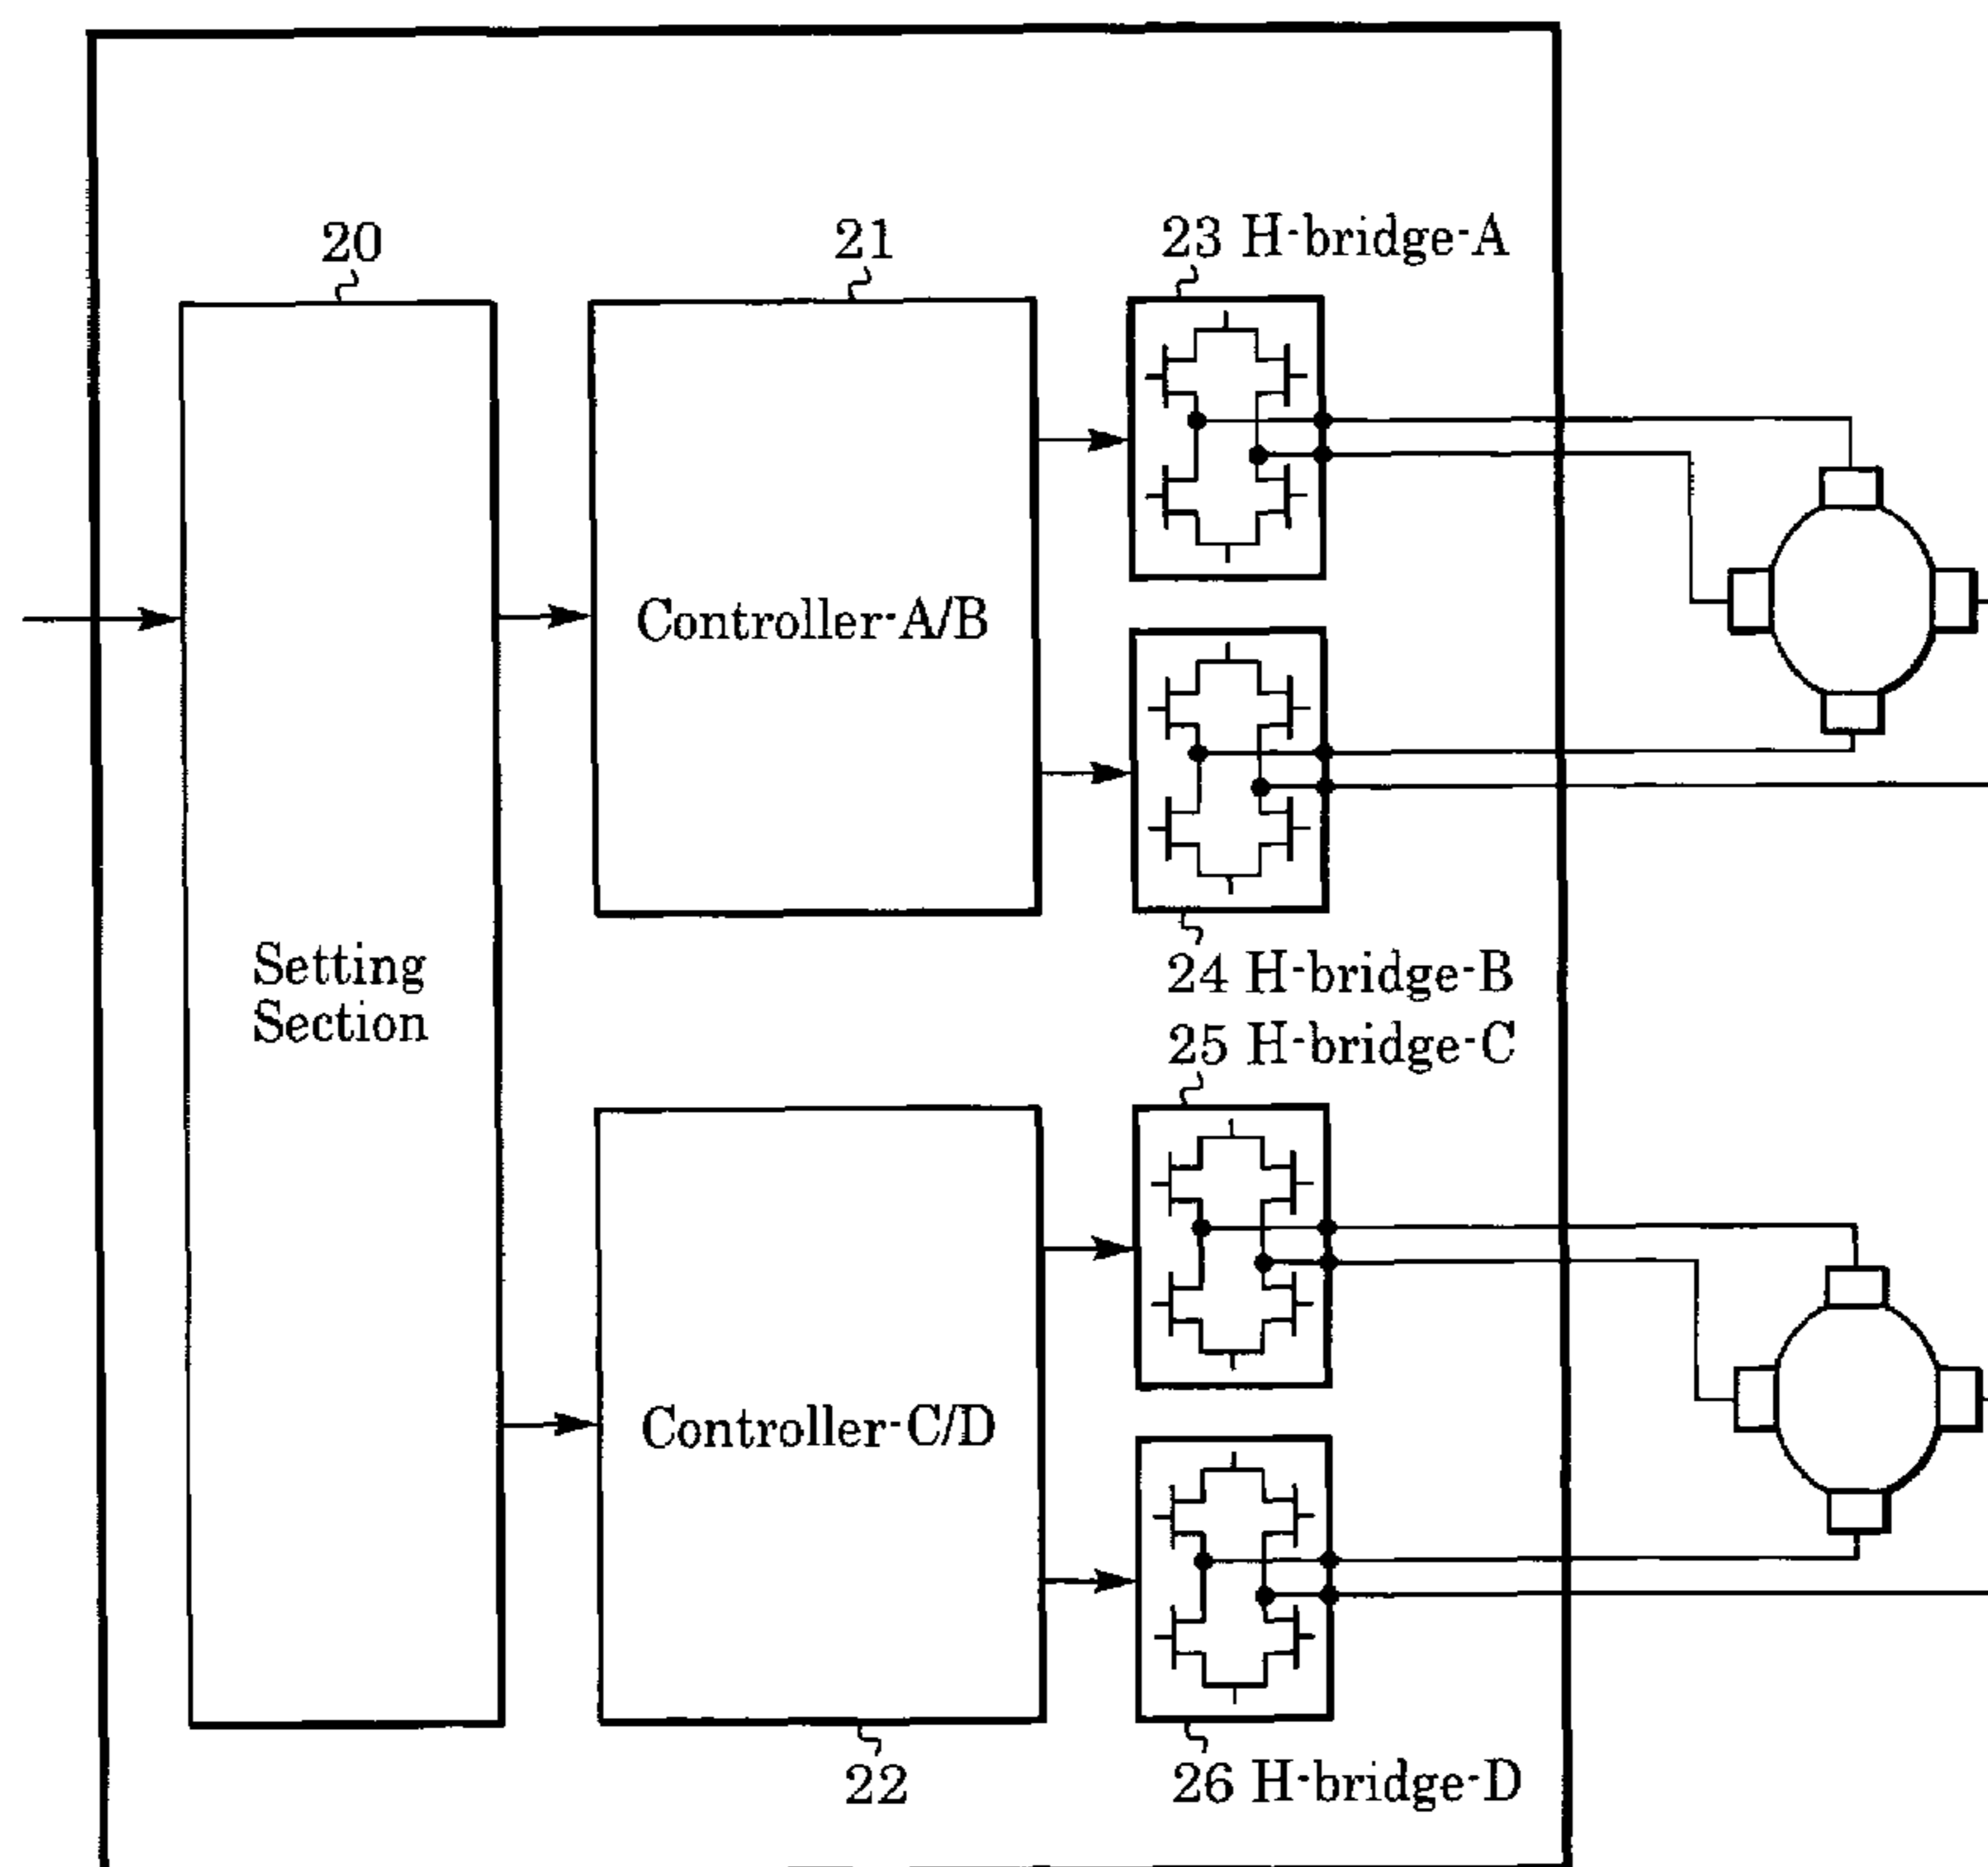 20
21
23 H-bridge-A
Controller-A/B
Setting
Section
24 H-bridge-B
25 H-bridge-C
Controller-C/D
22
26 H-bridge-D